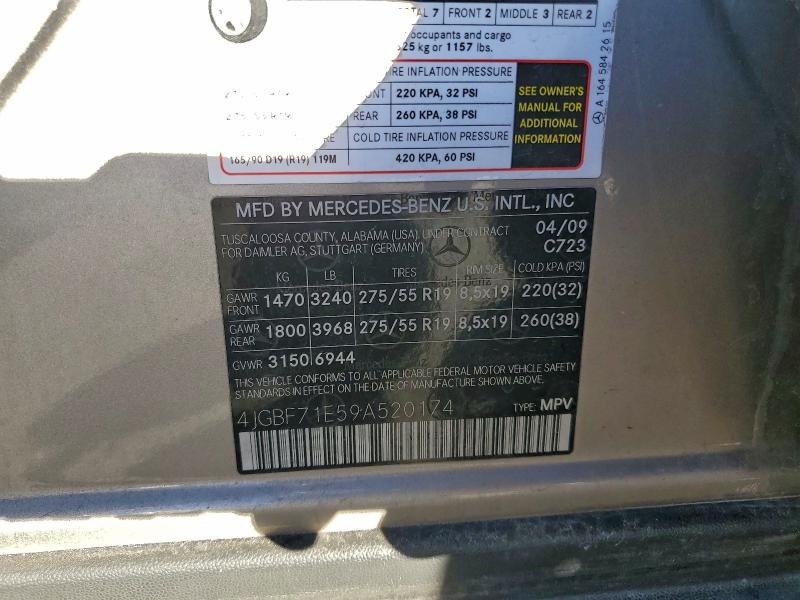 TOTAL 7 FRONT 2 MIDDLE 3 REAR 2
occupants and cargo
525 kg or 1157 lbs.
TIRE INFLATION PRESSURE
220 KPA, 32 PSI
REAR 260 KPA, 38 PSI
COLD TIRE INFLATION PRESSURE
165/90 D19 (R19) 119M 420 KPA, 60 PSI
SEE OWNER'S
MANUAL FOR
ADDITIONAL
INFORMATION
A 164 584 26 15
MFD BY MERCEDES-BENZ U.S. INTL., INC
TUSCALOOSA COUNTY, ALABAMA (USA), UNDER CONTRACT 04/09
FOR DAIMLER AG, STUTTGART (GERMANY) C723
KG LB TIRES RIM SIZE COLD KPA (PSI)
GAWR FRONT 1470 3240 275/55 R19 8,5x19 220(32)
GAWR REAR 1800 3968 275/55 R19 8,5x19 260(38)
GVWR 3150 6944
THIS VEHICLE CONFORMS TO ALL APPLICABLE FEDERAL MOTOR VEHICLE SAFETY
STANDARDS IN EFFECT ON THE DATE OF MANUFACTURE SHOWN ABOVE.
4JGBF71E59A520174 TYPE: MPV